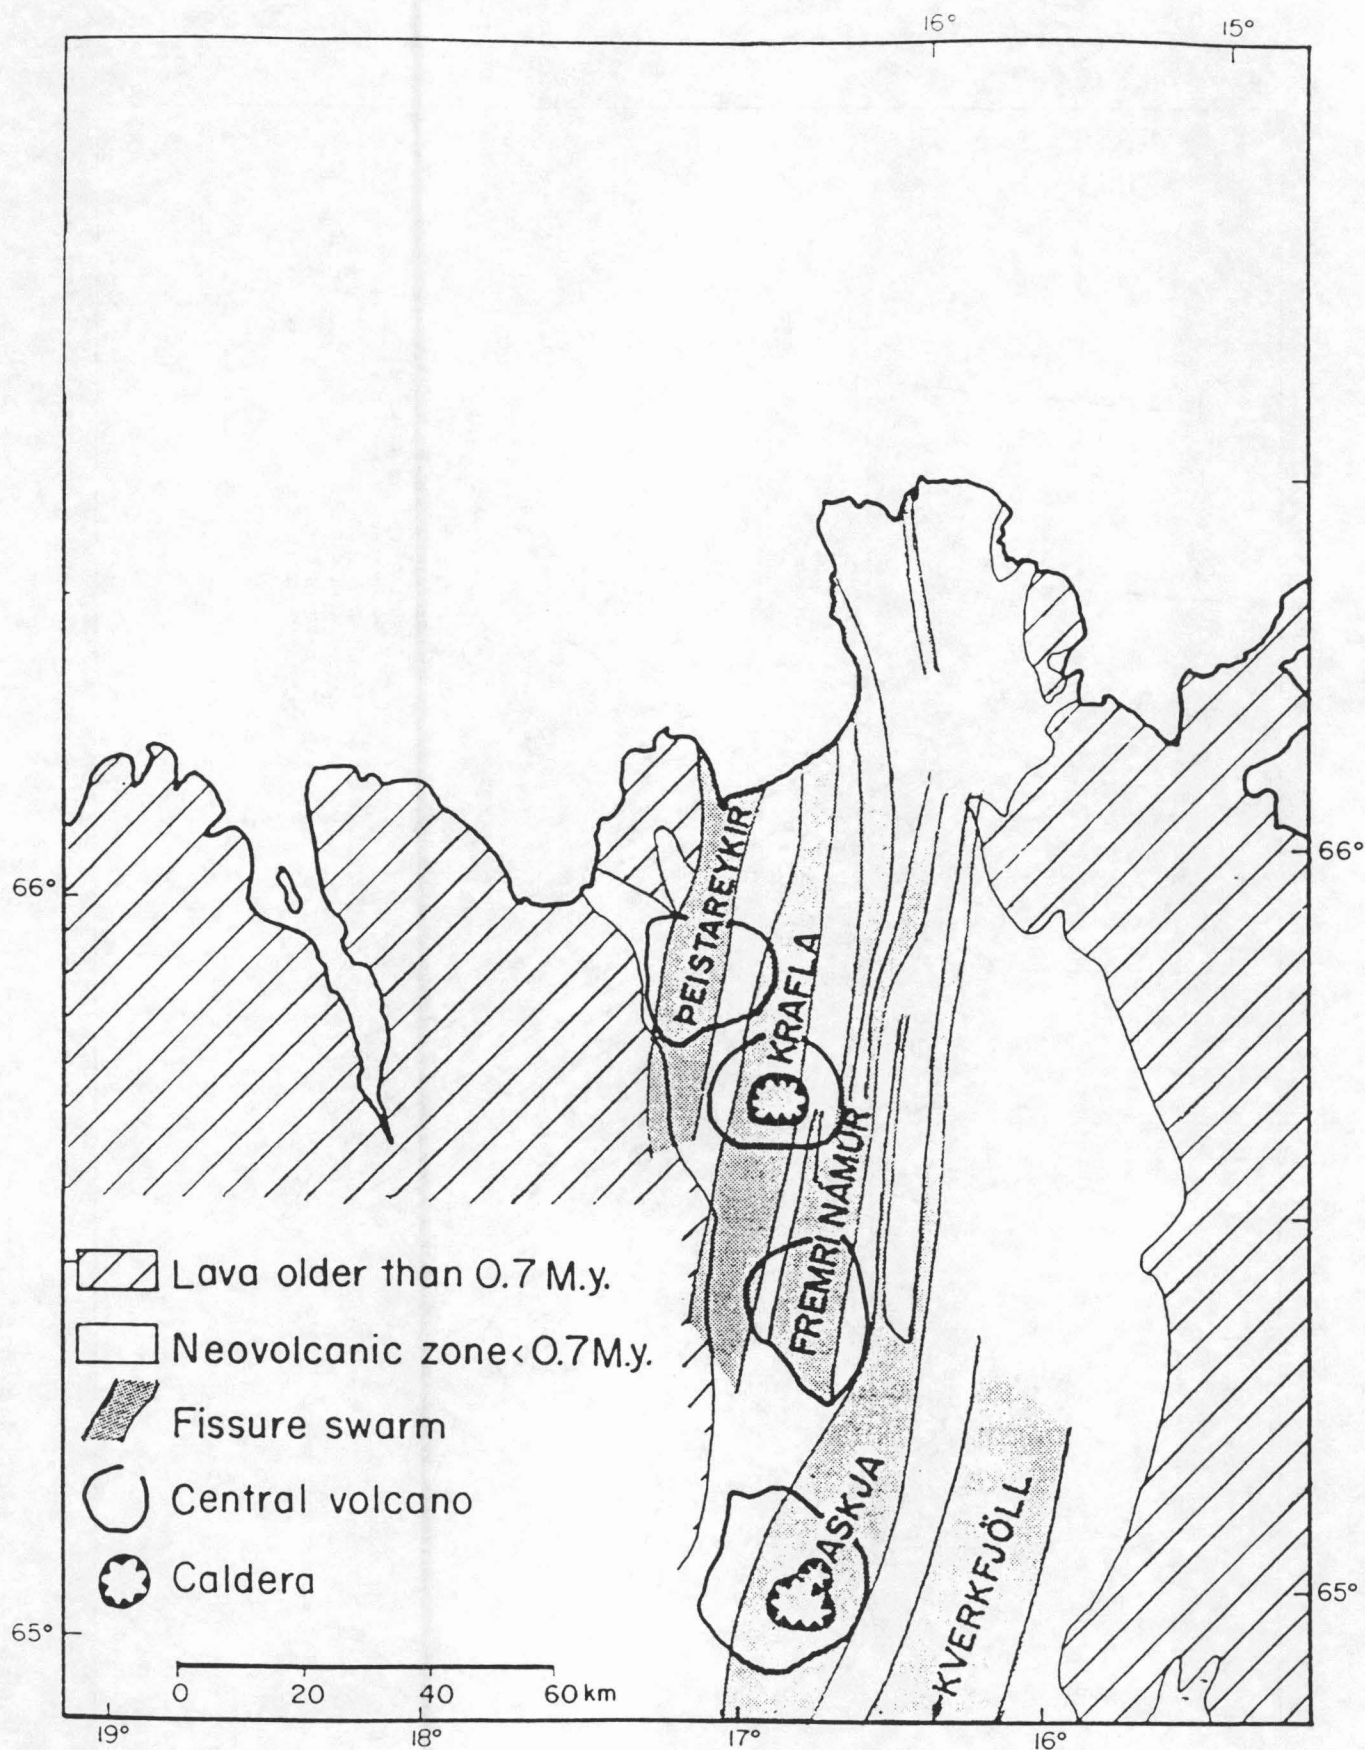 16° 15°
66° 66°
ÞEISTAREYKIR
KRAFLA
FREMRI NÁMUR
ASKJA
KVERKFJÖLL
Lava older than 0.7 M.y.
Neovolcanic zone<0.7M.y.
Fissure swarm
Central volcano
Caldera
65° 65°
0 20 40 60 km
19° 18° 17° 16°